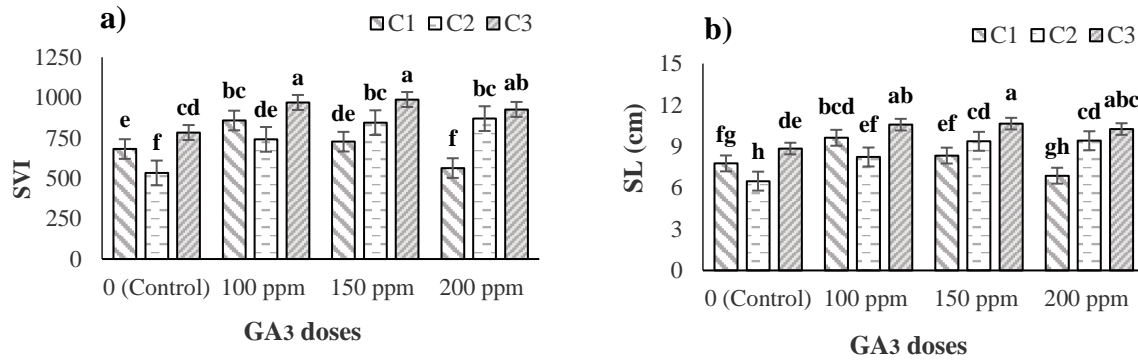 a)
C1 C2 C3
1250
1000
750
500
250
0
SVI
e f cd bc de a de bc a f bc ab
0 (Control) 100 ppm 150 ppm 200 ppm
GA3 doses
b)
C1 C2 C3
15
12
9
6
3
0
SL (cm)
fg h de bcd ef ab ef cd a gh cd abc
0 (Control) 100 ppm 150 ppm 200 ppm
GA3 doses